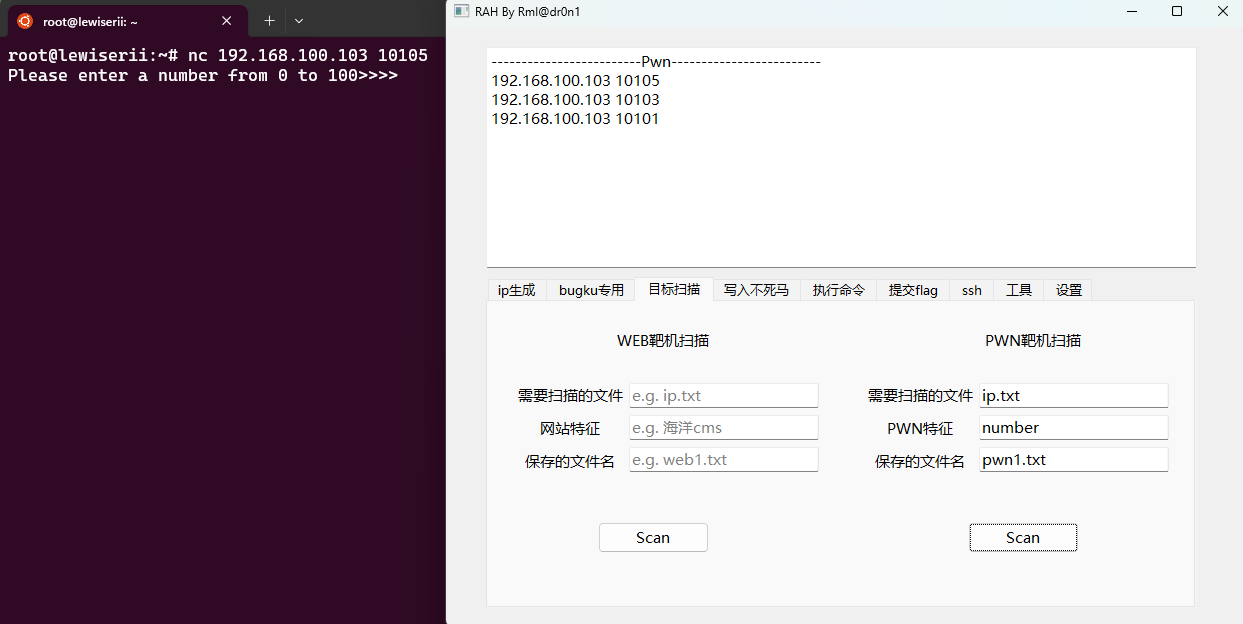 root@lewiserii: ~
root@lewiserii:~# nc 192.168.100.103 10105
Please enter a number from 0 to 100>>>>
RAH By Rml@dr0n1
-------------------------Pwn-------------------------
192.168.100.103 10105
192.168.100.103 10103
192.168.100.103 10101
ip生成 bugku专用 目标扫描 写入不死马 执行命令 提交flag ssh 工具 设置
WEB靶机扫描
需要扫描的文件 e.g. ip.txt
网站特征 e.g. 海洋cms
保存的文件名 e.g. web1.txt
Scan
PWN靶机扫描
需要扫描的文件 ip.txt
PWN特征 number
保存的文件名 pwn1.txt
Scan